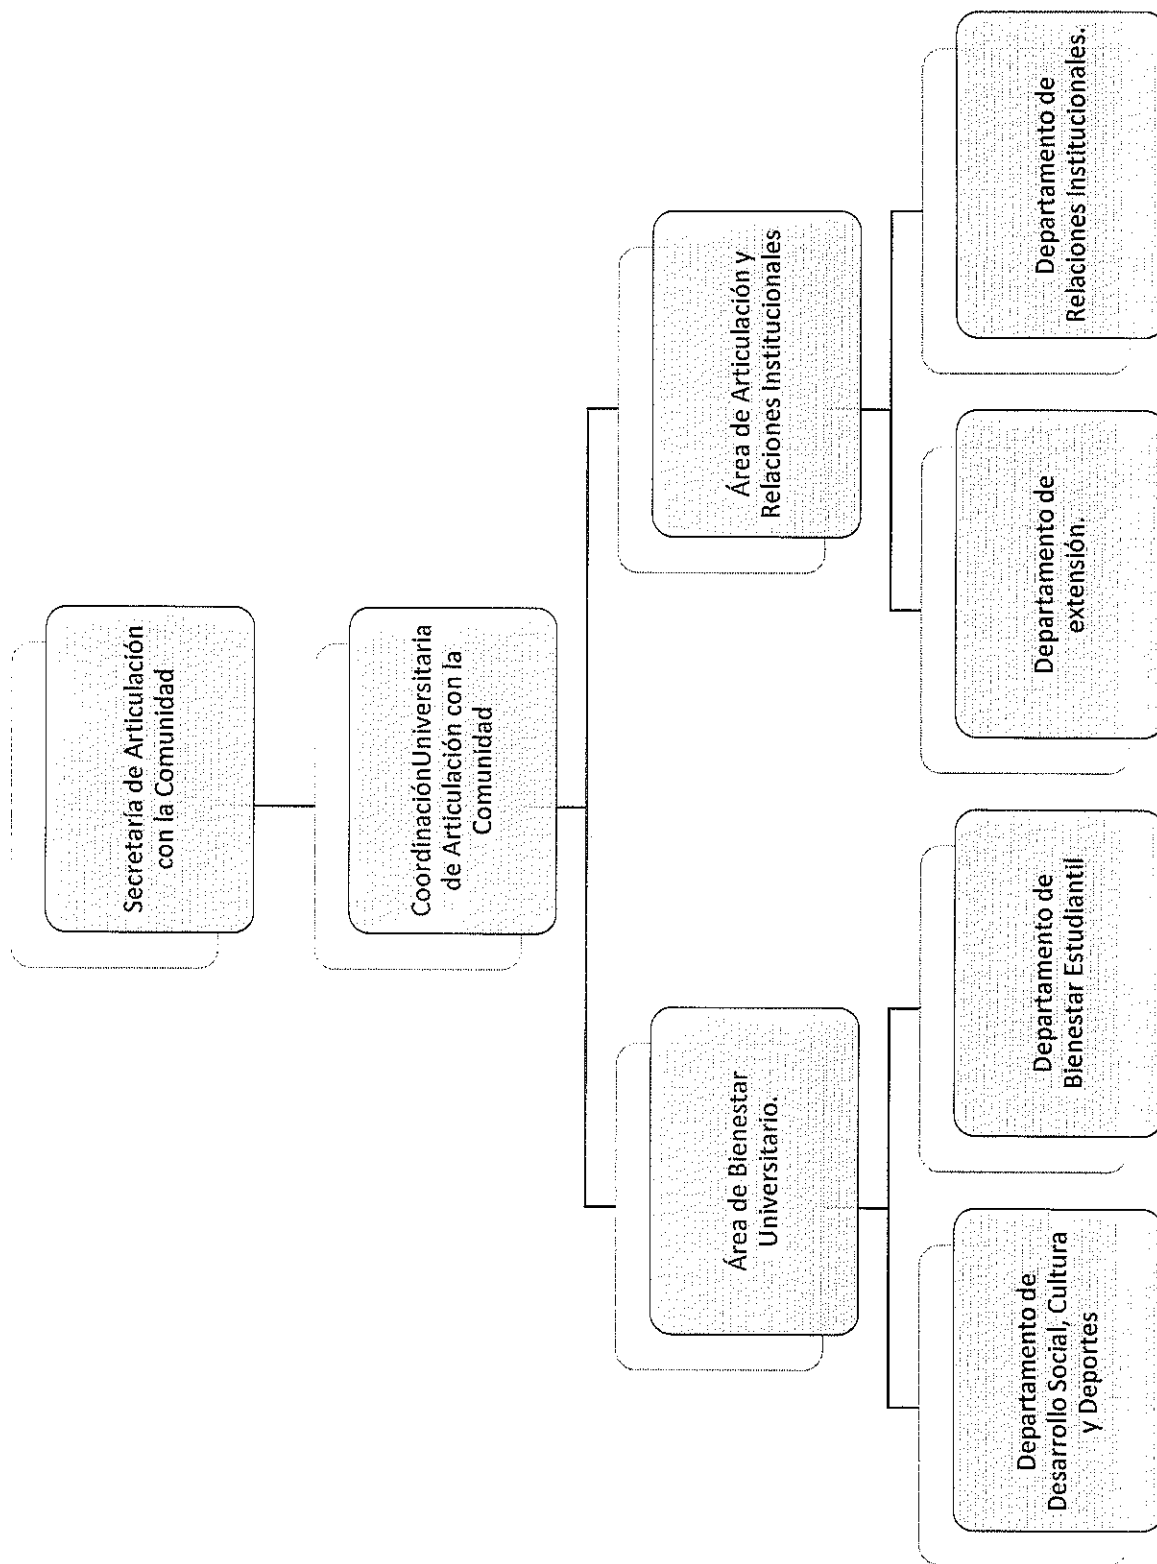 Secretaría de Articulación
con la Comunidad
CoordinaciónUniversitaria
de Articulación con la
Comunidad
Área de Bienestar
Universitario.
Área de Articulación y
Relaciones Institucionales
Departamento de
Desarrollo Social, Cultura
y Deportes
Departamento de
Bienestar Estudiantil
Departamento de
extensión.
Departamento de
Relaciones Institucionales.